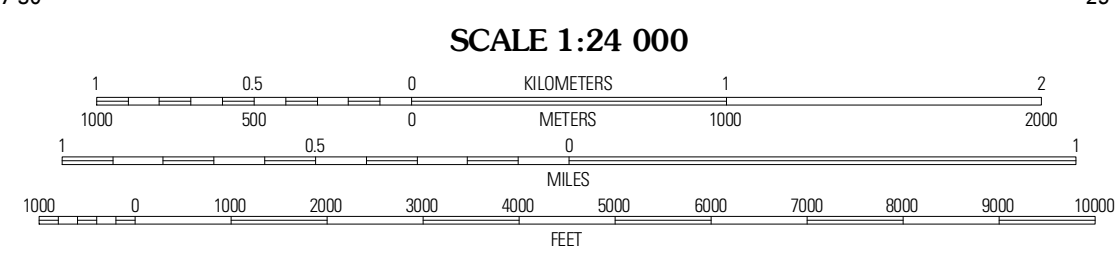 SCALE 1:24 000
1 0.5 0 KILOMETERS 1 2
1000 500 0 METERS 1000 2000
1 0.5 0 1
MILES
1000 0 1000 2000 3000 4000 5000 6000 7000 8000 9000 10000
FEET